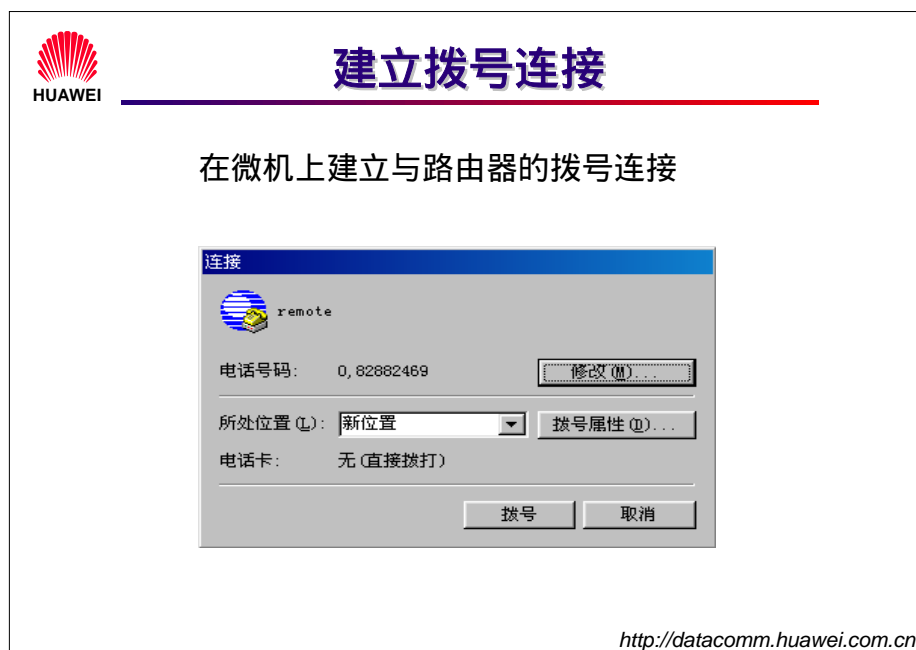 建立拨号连接
HUAWEI
在微机上建立与路由器的拨号连接
连接
remote
电话号码: 0,82882469 修改(M)...
所处位置(L): 新位置 拨号属性(D)...
电话卡: 无(直接拨打)
拨号 取消
http://datacomm.huawei.com.cn